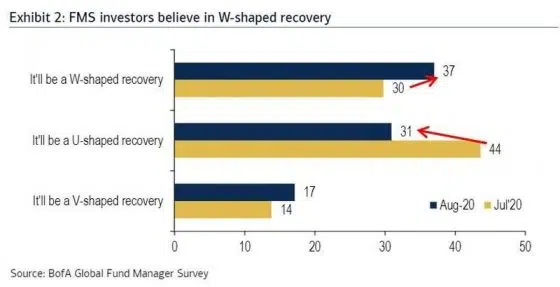 Exhibit 2: FMS investors believe in W-shaped recovery
It'll be a W-shaped recovery
37
30
It'll be a U-shaped recovery
31
44
It'll be a V-shaped recovery
17
14
Aug-20 Jul'20
0 10 20 30 40 50
Source: BofA Global Fund Manager Survey